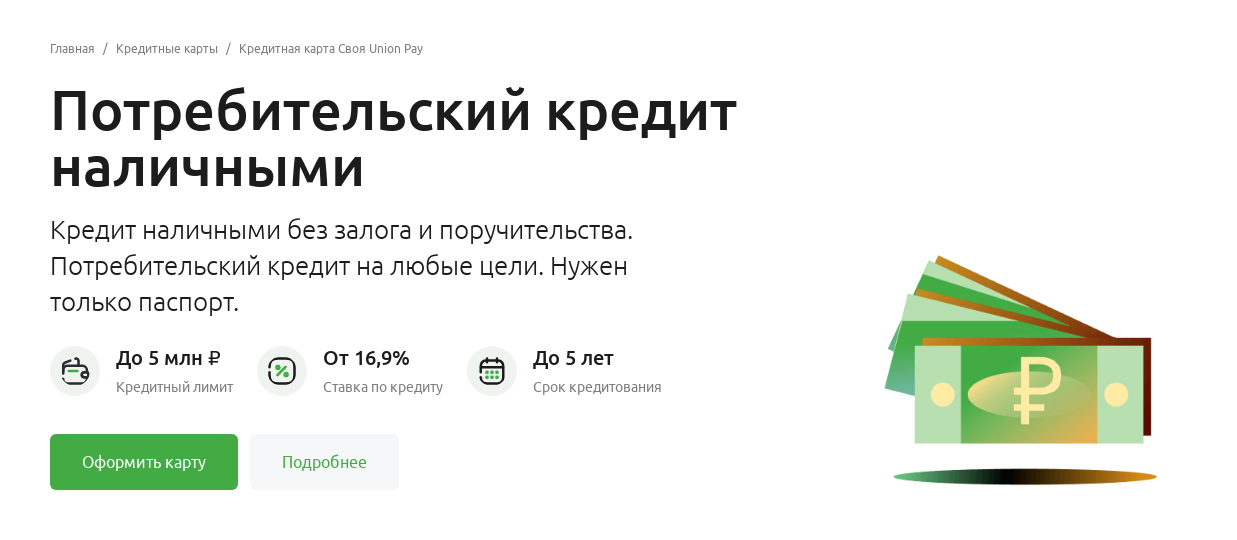 Главная / Кредитные карты / Кредитная карта Своя Union Pay
Потребительский кредит
наличными
Кредит наличными без залога и поручительства.
Потребительский кредит на любые цели. Нужен
только паспорт.
До 5 млн ₽
Кредитный лимит
От 16,9%
Ставка по кредиту
До 5 лет
Срок кредитования
Оформить карту
Подробнее
₽